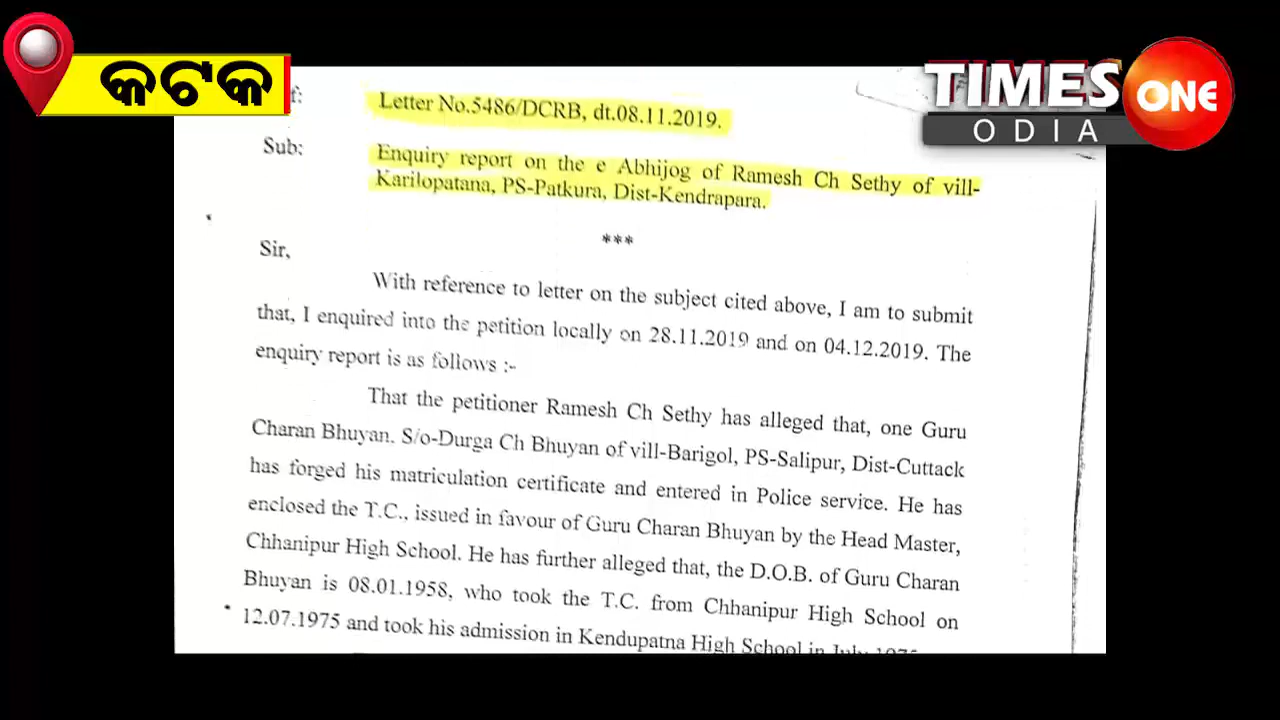 କଟକ
TIMES
ONE
ODIA
f:
Letter No.5486/DCRB, dt.08.11.2019.
Sub:
Enquiry report on the e Abhijog of Ramesh Ch Sethy of vill-
Karilopatana, PS-Patkura, Dist-Kendrapara.
***
Sir,
With reference to letter on the subject cited above, I am to submit
that, I enquired into the petition locally on 28.11.2019 and on 04.12.2019. The
enquiry report is as follows :-
That the petitioner Ramesh Ch Sethy has alleged that, one Guru
Charan Bhuyan. S/o-Durga Ch Bhuyan of vill-Barigol, PS-Salipur, Dist-Cuttack
has forged his matriculation certificate and entered in Police service. He has
enclosed the T.C., issued in favour of Guru Charan Bhuyan by the Head Master,
Chhanipur High School. He has further alleged that, the D.O.B. of Guru Charan
Bhuyan is 08.01.1958, who took the T.C. from Chhanipur High School on
12.07.1975 and took his admission in Kendupatna High School in July